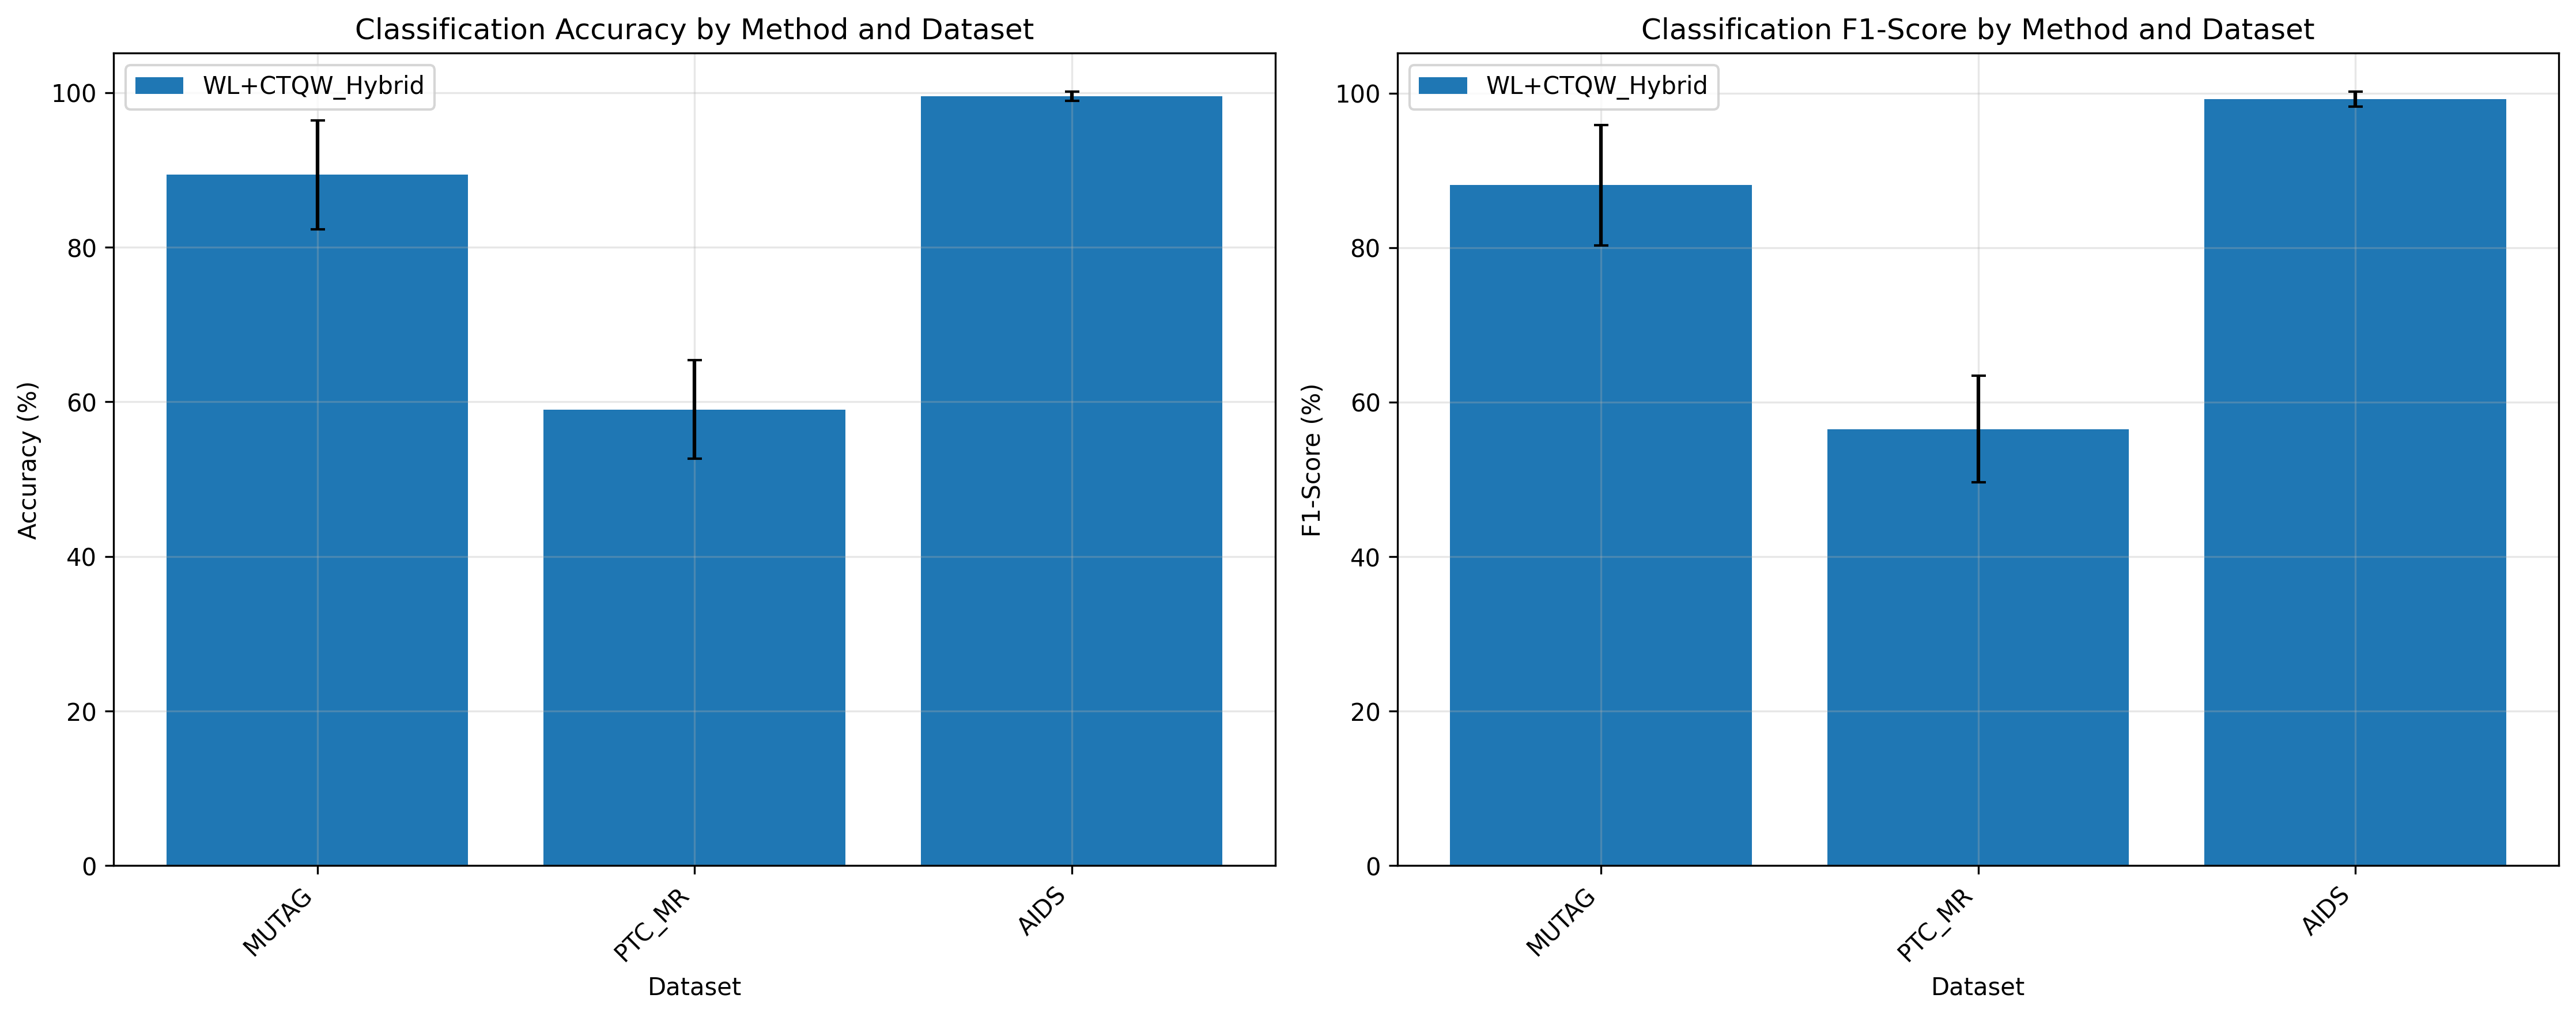 Classification Accuracy by Method and Dataset
WL+CTQW_Hybrid
Accuracy (%)
100
80
60
40
20
0
MUTAG
PTC_MR
AIDS
Dataset
Classification F1-Score by Method and Dataset
WL+CTQW_Hybrid
F1-Score (%)
100
80
60
40
20
0
MUTAG
PTC_MR
AIDS
Dataset